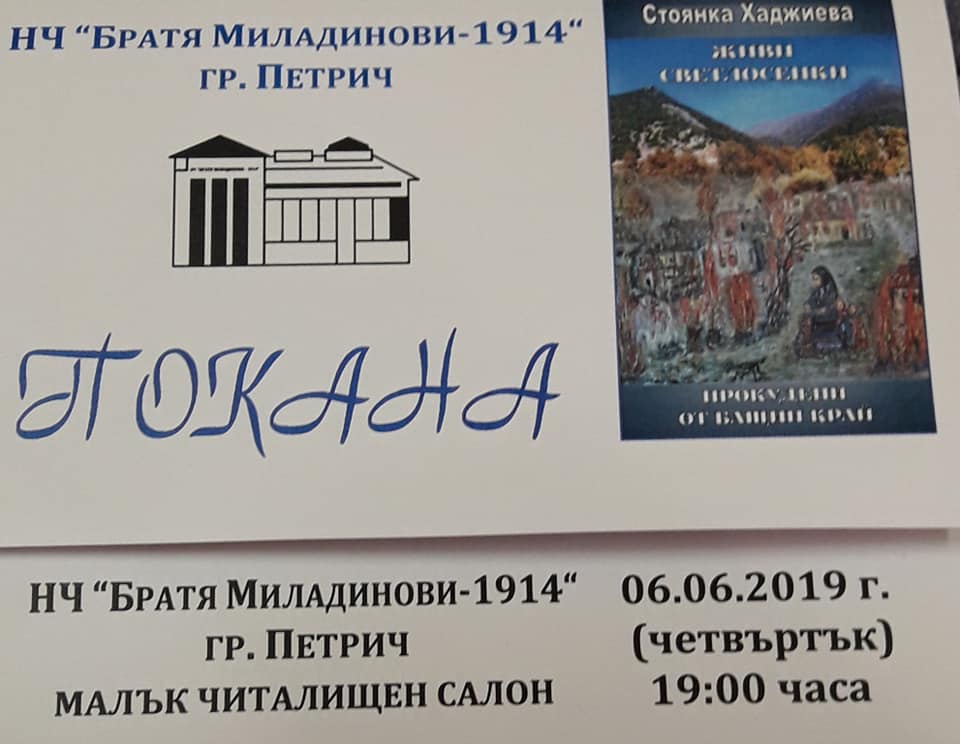 НЧ “БРАТЯ МИЛАДИНОВИ-1914“
ГР. ПЕТРИЧ
ПОКАНА
Стоянка Хаджиева
ЖИВИ
СВЕТЛОСЕНКИ
ПРОКУДЕНИ
ОТ БАЩИН КРАЙ
НЧ “БРАТЯ МИЛАДИНОВИ-1914“
ГР. ПЕТРИЧ
МАЛЪК ЧИТАЛИЩЕН САЛОН
06.06.2019 г.
(четвъртък)
19:00 часа